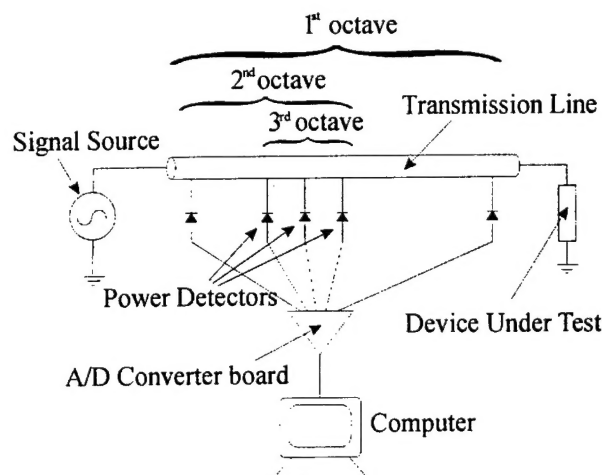 1st octave
2nd octave
3rd octave
Transmission Line
Signal Source
Power Detectors
Device Under Test
A/D Converter board
Computer